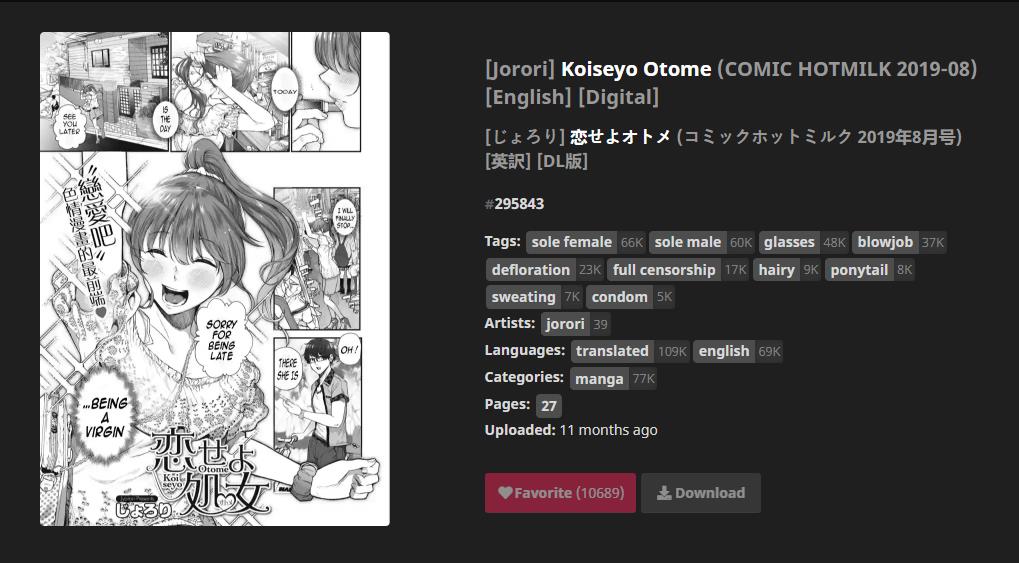 SEE YOU LATER
IS THE DAY
TODAY
"戀愛吧"
色情漫畫的最前端♥
I WILL FINALLY STOP...
SORRY FOR BEING LATE
THERE SHE IS
OH!
...BEING A VIRGIN
恋せよ
Koi seyo
Otome
処女
じょろり
[Jorori] Koiseyo Otome (COMIC HOTMILK 2019-08)
[English] [Digital]
[じょろり] 恋せよオトメ (コミックホットミルク 2019年8月号)
[英訳] [DL版]
#295843
Tags: sole female 66K sole male 60K glasses 48K blowjob 37K
defloration 23K full censorship 17K hairy 9K ponytail 8K
sweating 7K condom 5K
Artists: jorori 39
Languages: translated 109K english 69K
Categories: manga 77K
Pages: 27
Uploaded: 11 months ago
Favorite (10689) Download